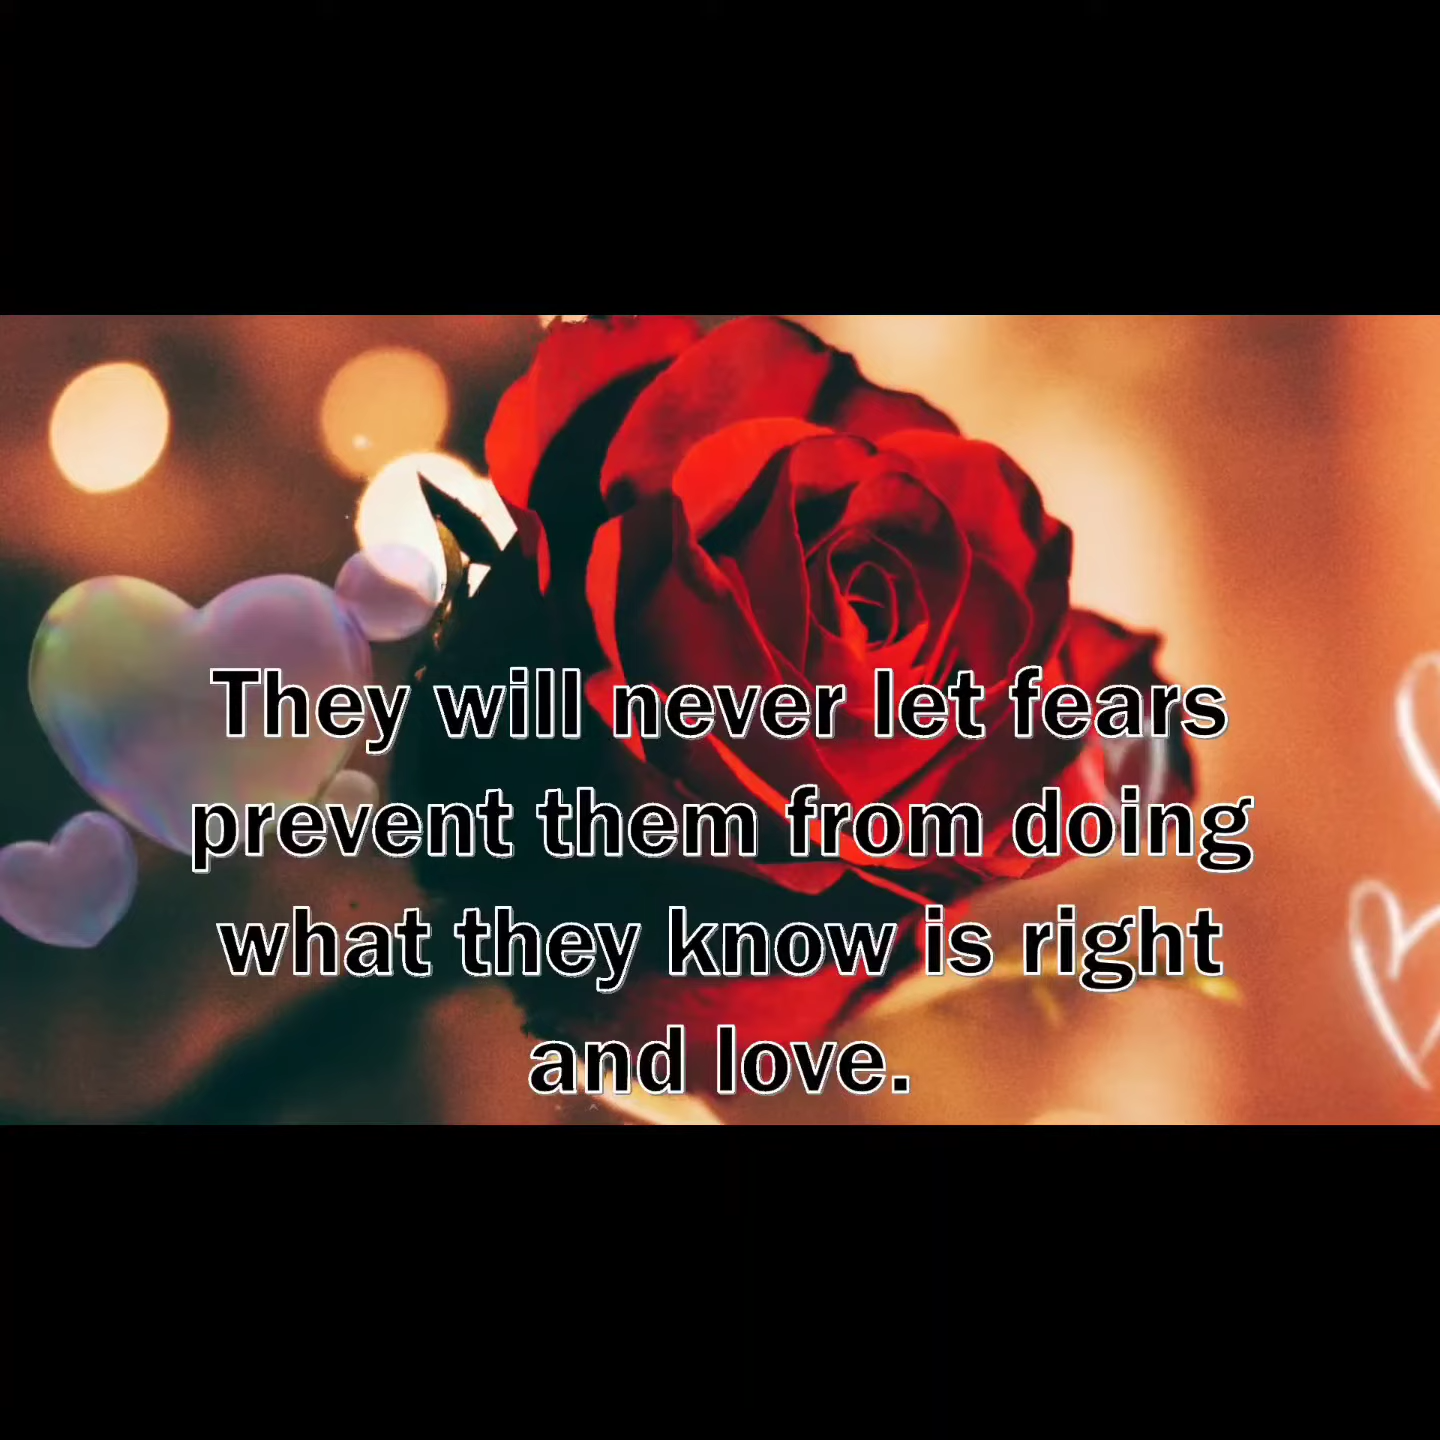 They will never let fears
prevent them from doing
what they know is right
and love.